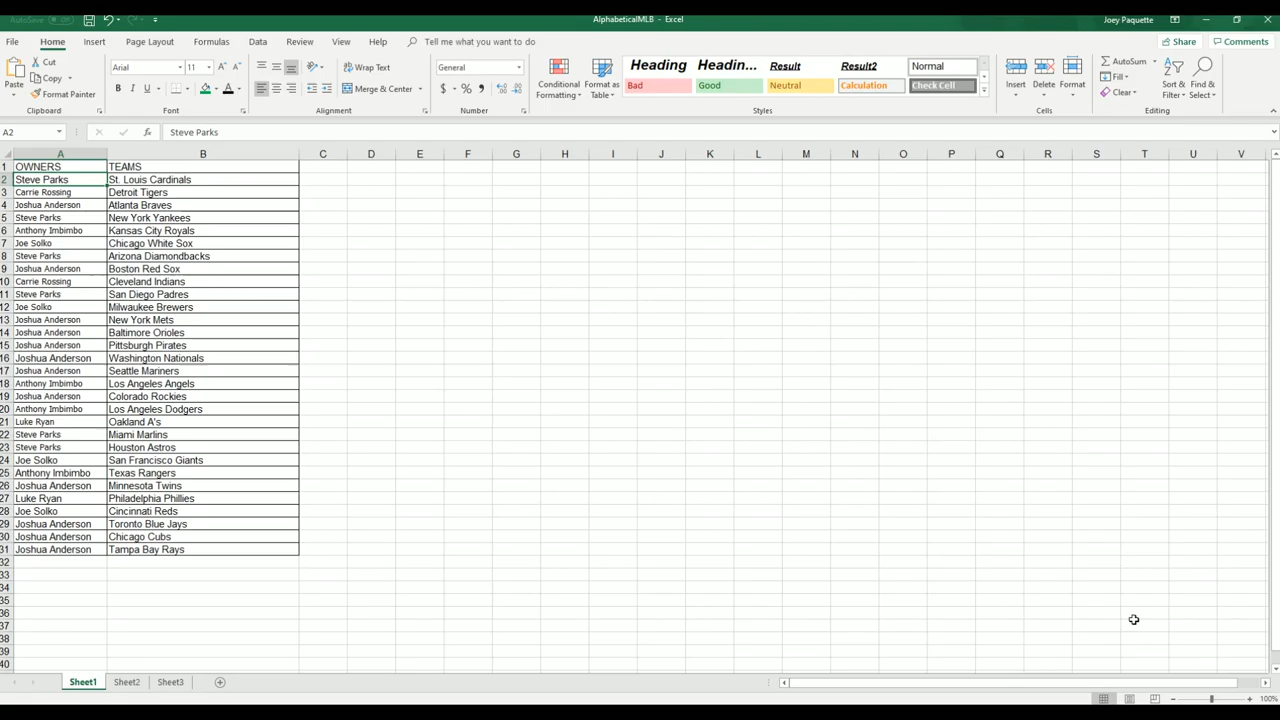 AutoSave Off AlphabeticalMLB - Excel Joey Paquette
File Home Insert Page Layout Formulas Data Review View Help Tell me what you want to do Share Comments
Paste Cut Copy Format Painter Clipboard
Arial 11 B I U Font
Wrap Text Merge & Center Alignment
General $ % Number
Conditional Formatting Format as Table
Heading Headin... Result Result2 Normal
Bad Good Neutral Calculation Check Cell
Styles
Insert Delete Format Cells
AutoSum Fill Clear Sort & Filter Find & Select Editing
A2 fx Steve Parks
A B C D E F G H I J K L M N O P Q R S T U V
1 OWNERS TEAMS
2 Steve Parks St. Louis Cardinals
3 Carrie Rossing Detroit Tigers
4 Joshua Anderson Atlanta Braves
5 Steve Parks New York Yankees
6 Anthony Imbimbo Kansas City Royals
7 Joe Solko Chicago White Sox
8 Steve Parks Arizona Diamondbacks
9 Joshua Anderson Boston Red Sox
10 Carrie Rossing Cleveland Indians
11 Steve Parks San Diego Padres
12 Joe Solko Milwaukee Brewers
13 Joshua Anderson New York Mets
14 Joshua Anderson Baltimore Orioles
15 Joshua Anderson Pittsburgh Pirates
16 Joshua Anderson Washington Nationals
17 Joshua Anderson Seattle Mariners
18 Anthony Imbimbo Los Angeles Angels
19 Joshua Anderson Colorado Rockies
20 Anthony Imbimbo Los Angeles Dodgers
21 Luke Ryan Oakland A's
22 Steve Parks Miami Marlins
23 Steve Parks Houston Astros
24 Joe Solko San Francisco Giants
25 Anthony Imbimbo Texas Rangers
26 Joshua Anderson Minnesota Twins
27 Luke Ryan Philadelphia Phillies
28 Joe Solko Cincinnati Reds
29 Joshua Anderson Toronto Blue Jays
30 Joshua Anderson Chicago Cubs
31 Joshua Anderson Tampa Bay Rays
32
33
34
35
36
37
38
39
40
Sheet1 Sheet2 Sheet3
100%